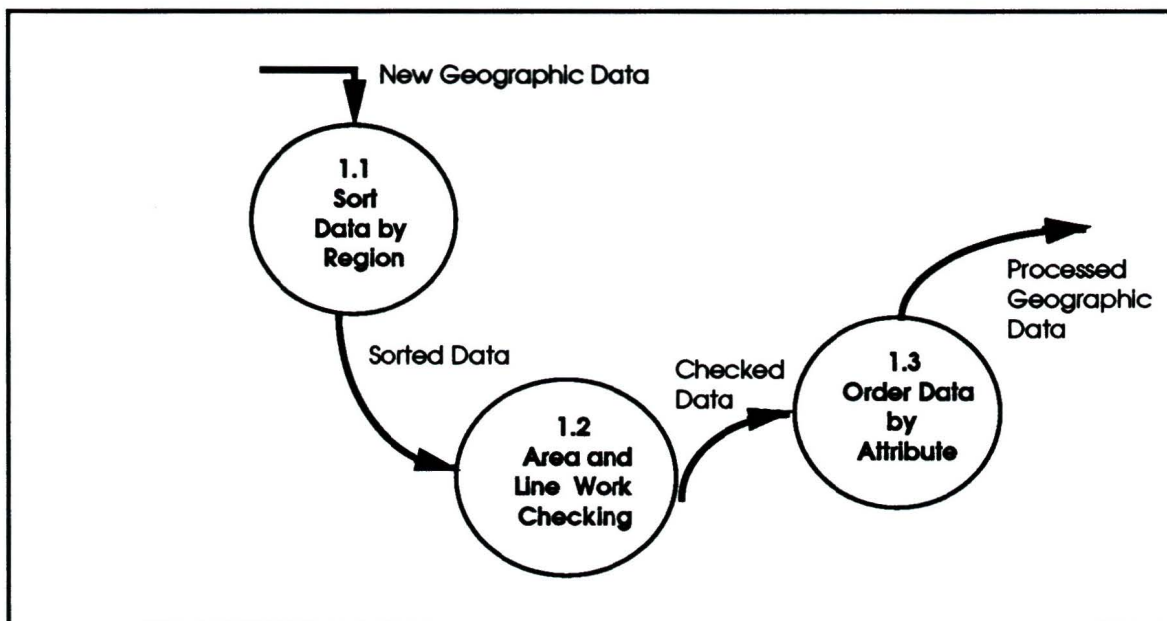 New Geographic Data
1.1
Sort
Data by
Region
Sorted Data
1.2
Area and
Line Work
Checking
Checked
Data
1.3
Order Data
by
Attribute
Processed
Geographic
Data